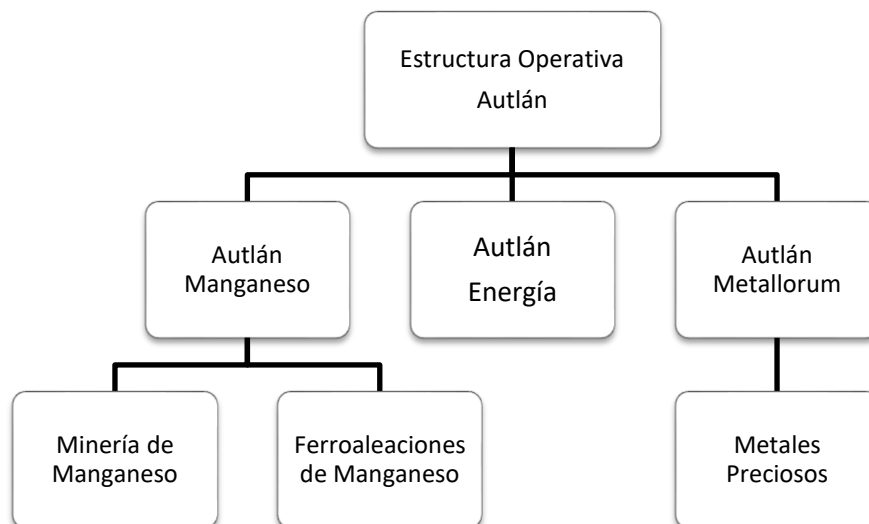 Estructura Operativa
Autlán
Autlán
Manganeso
Autlán
Energía
Autlán
Metallorum
Minería de
Manganeso
Ferroaleaciones
de Manganeso
Metales
Preciosos